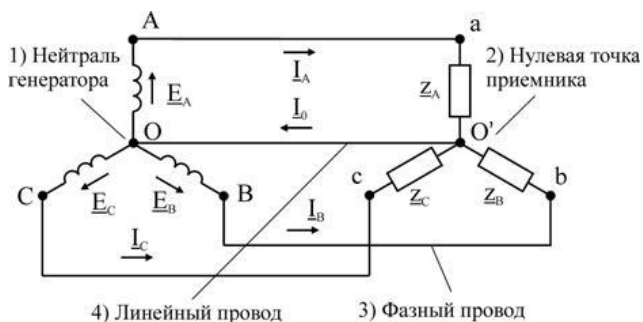 A
a
1) Нейтраль
генератора
I_A
2) Нулевая точка
приемника
E_A
z_A
I_0
O
O'
C
E_C
E_B
B
c
z_C
z_B
b
I_B
I_C
4) Линейный провод
3) Фазный провод